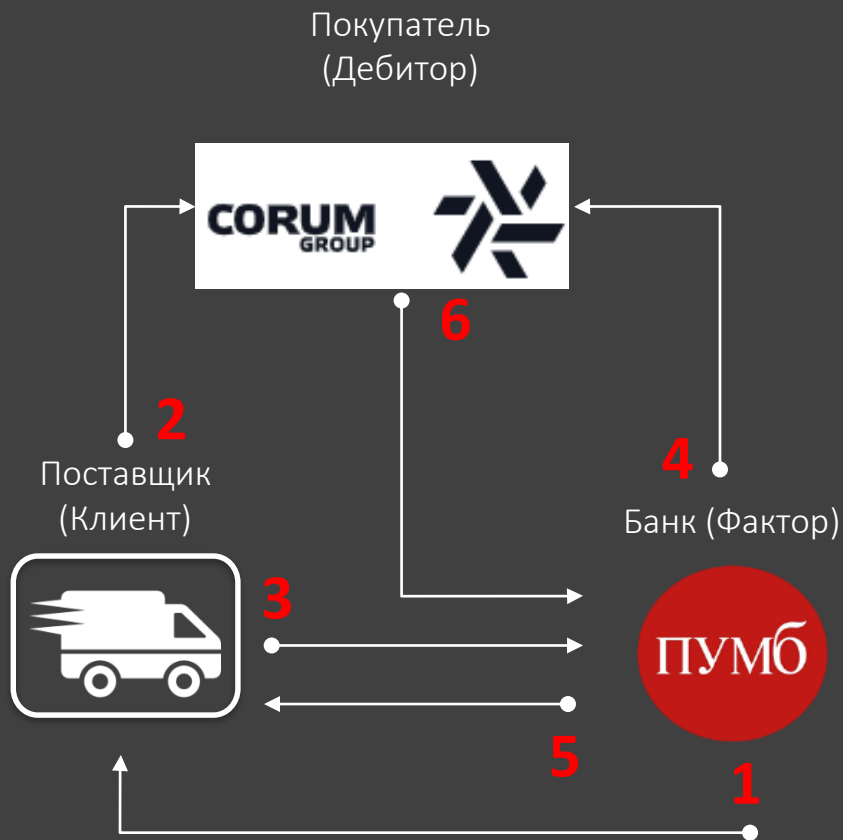 Покупатель
(Дебитор)
CORUM
GROUP
6
2
4
Поставщик
(Клиент)
Банк (Фактор)
3
ПУМб
5
1